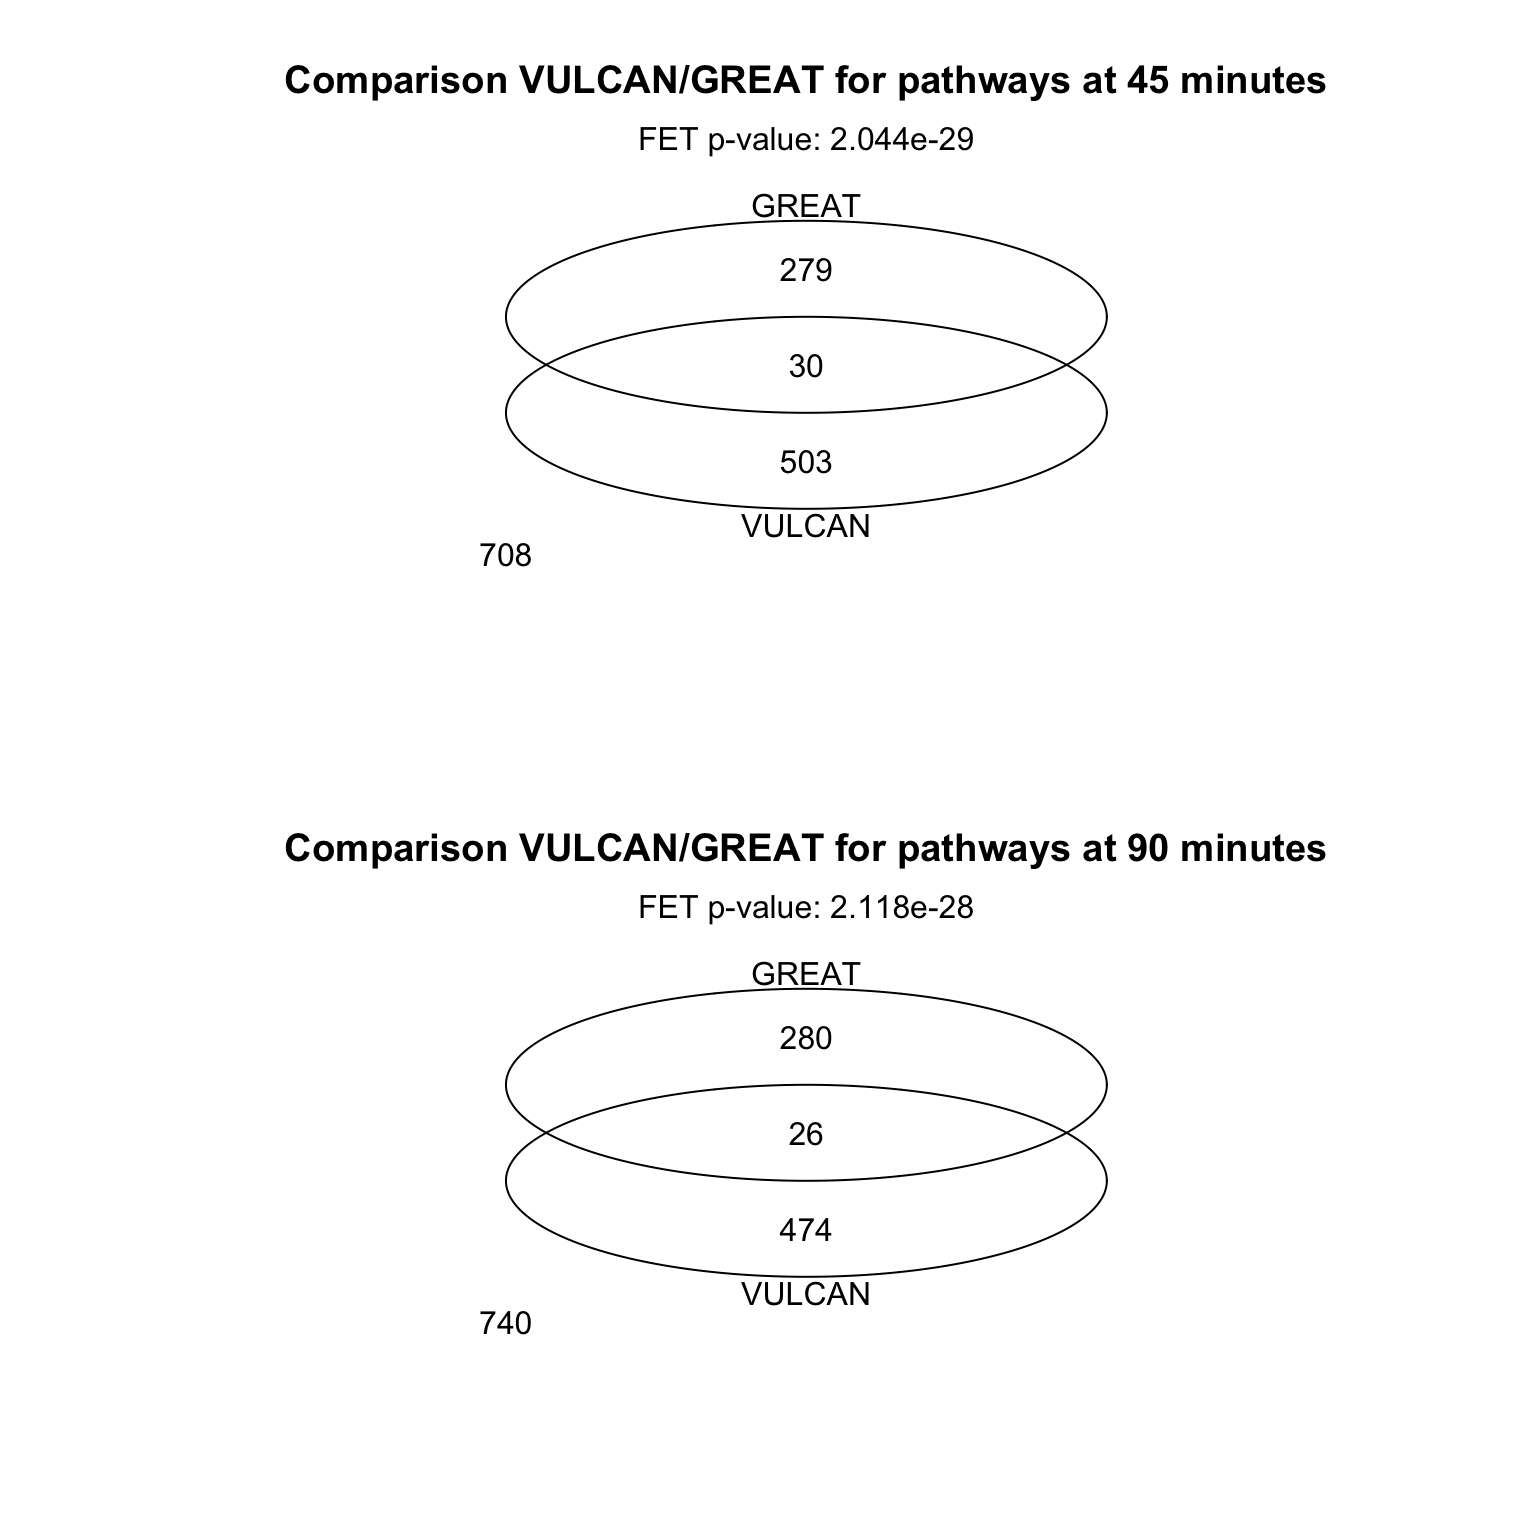 Comparison VULCAN/GREAT for pathways at 45 minutes
FET p-value: 2.044e-29
GREAT
279
30
503
VULCAN
708
Comparison VULCAN/GREAT for pathways at 90 minutes
FET p-value: 2.118e-28
GREAT
280
26
474
VULCAN
740